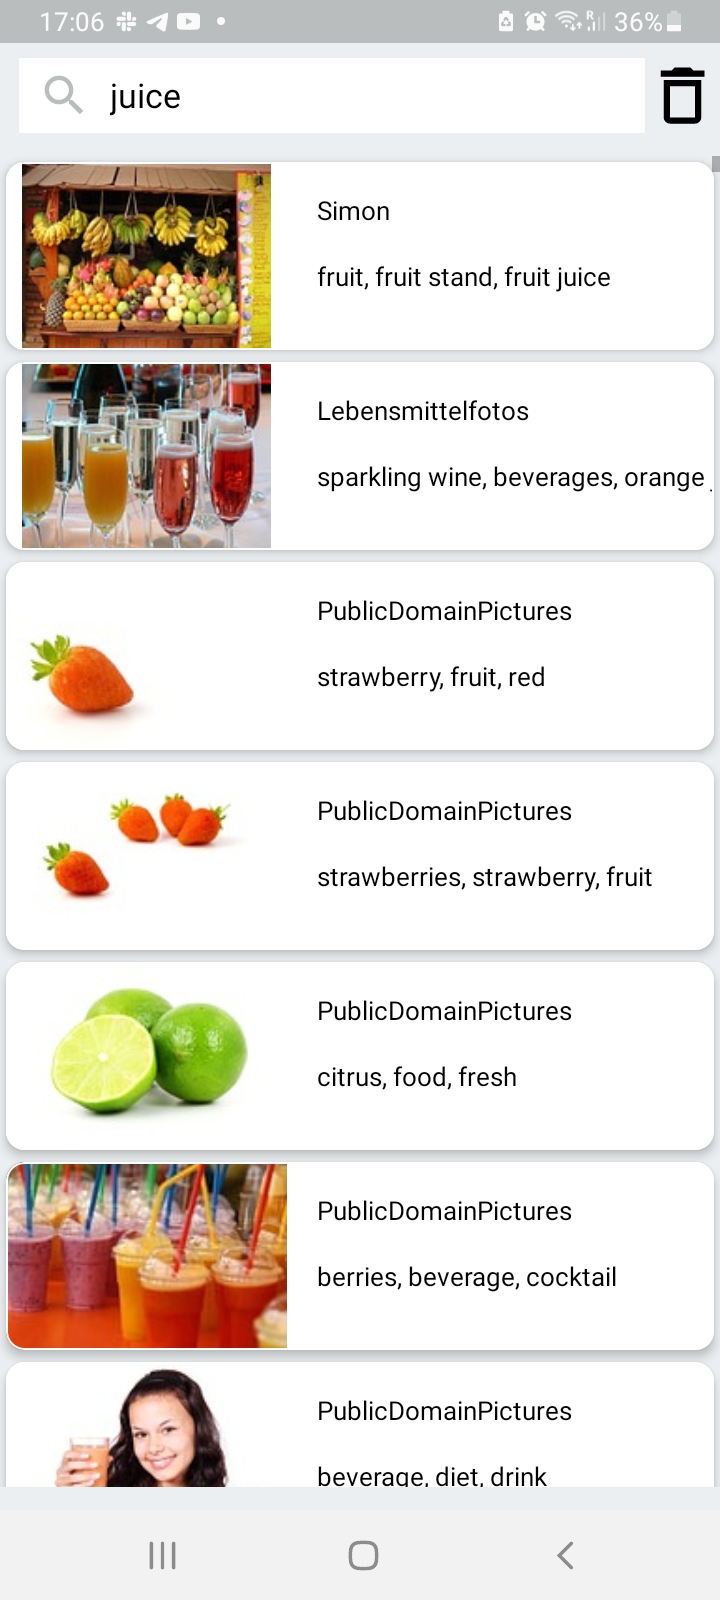 17:06
36%
juice
Simon
fruit, fruit stand, fruit juice
Lebensmittelfotos
sparkling wine, beverages, orange
PublicDomainPictures
strawberry, fruit, red
PublicDomainPictures
strawberries, strawberry, fruit
PublicDomainPictures
citrus, food, fresh
PublicDomainPictures
berries, beverage, cocktail
PublicDomainPictures
beverage, diet, drink